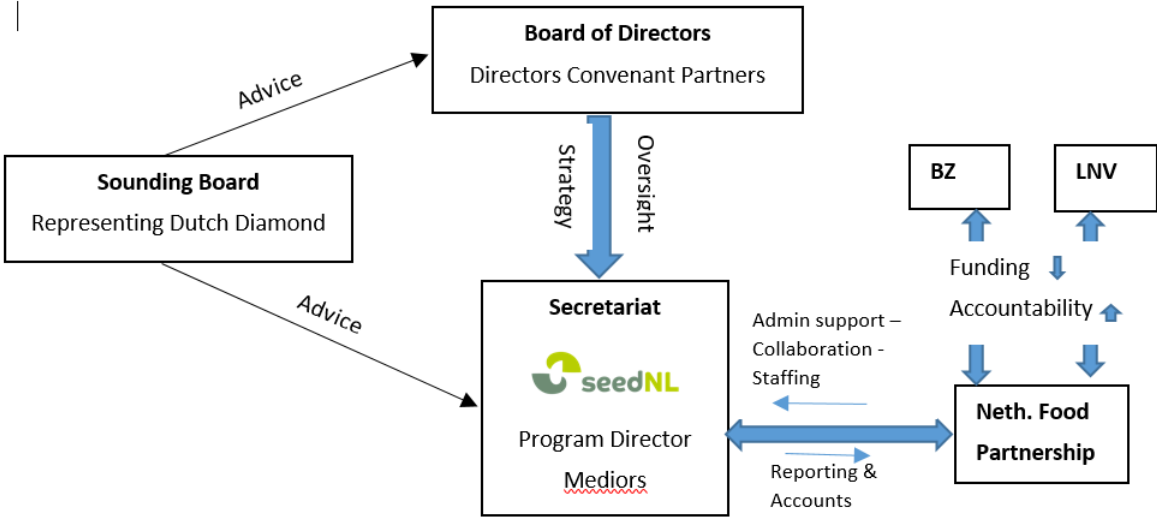 Board of Directors
Directors Convenant Partners
Advice
Sounding Board
Representing Dutch Diamond
Strategy
Oversight
BZ
LNV
Funding
Accountability
Advice
Secretariat
seedNL
Program Director
Mediors
Admin support –
Collaboration -
Staffing
Reporting &
Accounts
Neth. Food
Partnership